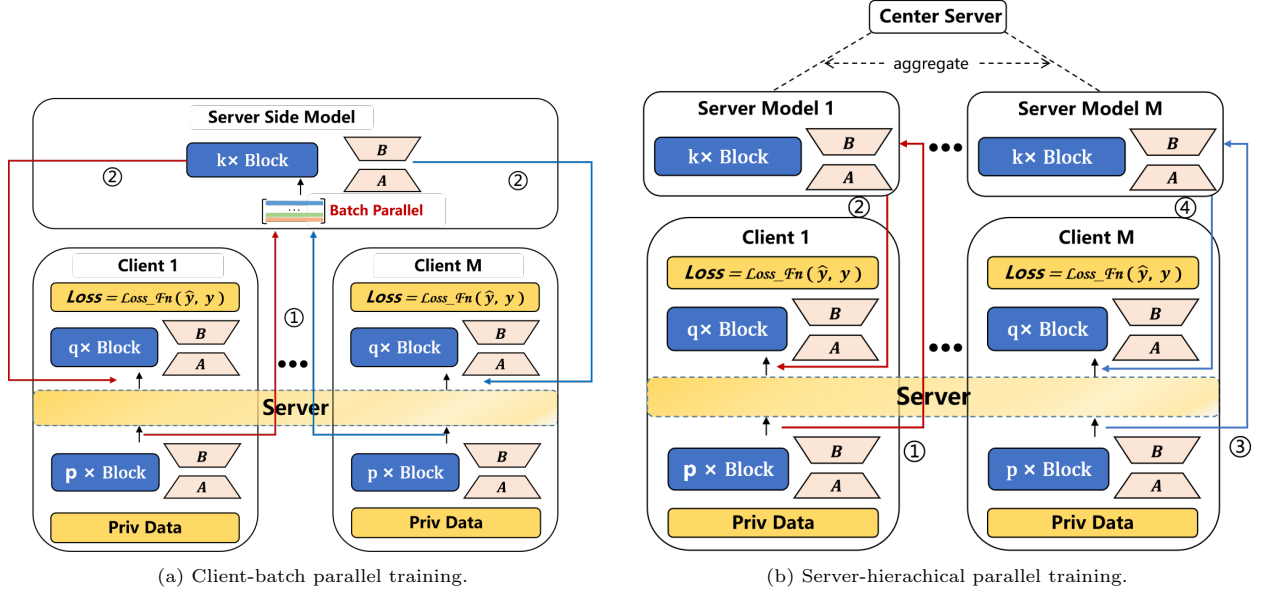 Server Side Model
k× Block
B
A
②
②
[...]
Batch Parallel
Client 1
Loss = Loss_Fn(ŷ, y)
q× Block
B
A
①
•••
Client M
Loss = Loss_Fn(ŷ, y)
q× Block
B
A
Server
p × Block
B
A
Priv Data
p × Block
B
A
Priv Data
(a) Client-batch parallel training.
Center Server
aggregate
Server Model 1
k× Block
B
A
②
•••
Server Model M
k× Block
B
A
④
Client 1
Loss = Loss_Fn(ŷ, y)
q× Block
B
A
•••
Client M
Loss = Loss_Fn(ŷ, y)
q× Block
B
A
Server
p × Block
B
A
①
Priv Data
p × Block
B
A
③
Priv Data
(b) Server-hierachical parallel training.